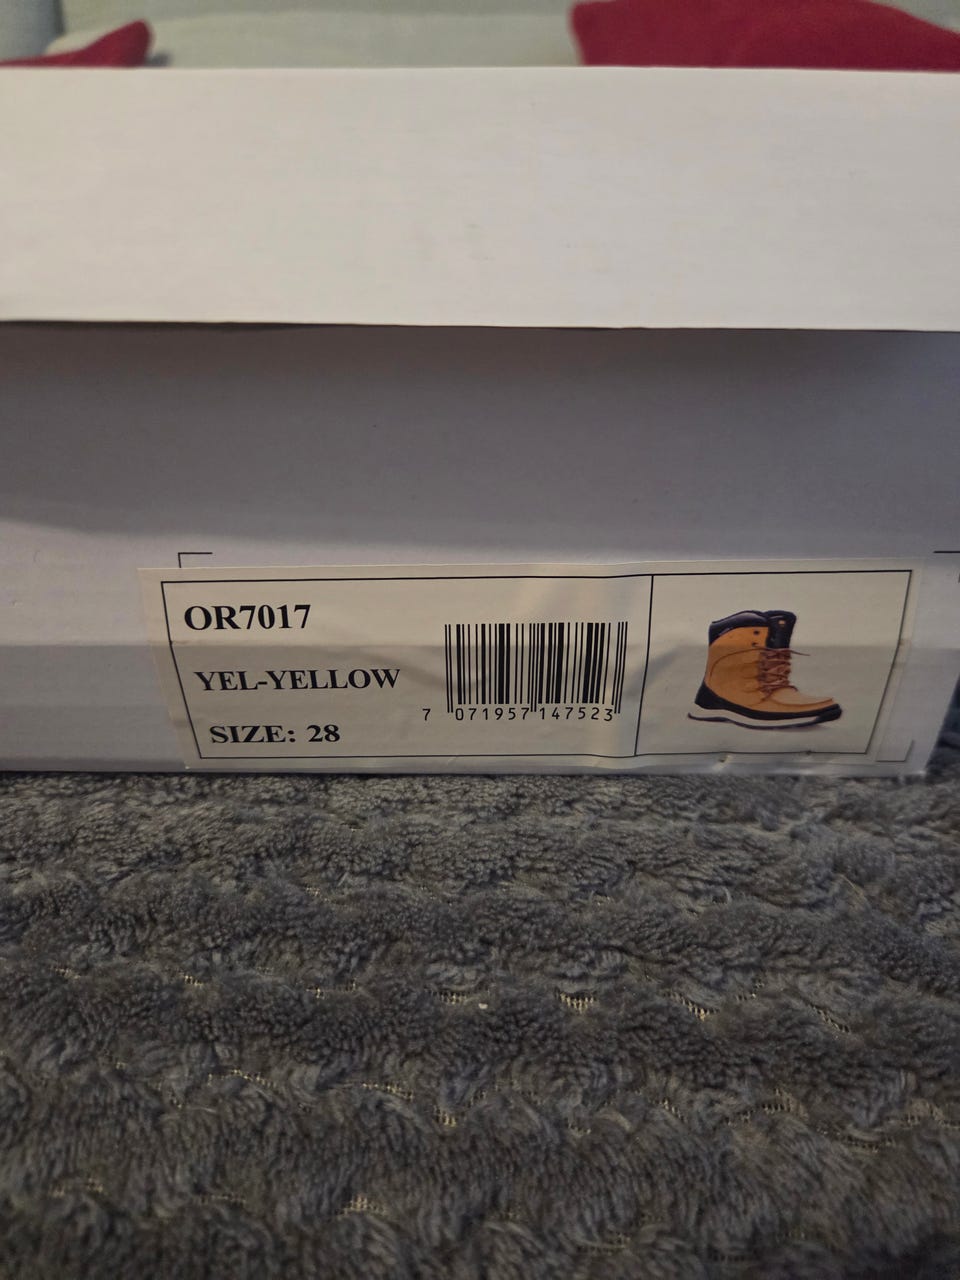 OR7017
YEL-YELLOW
SIZE: 28
7 071957 147523